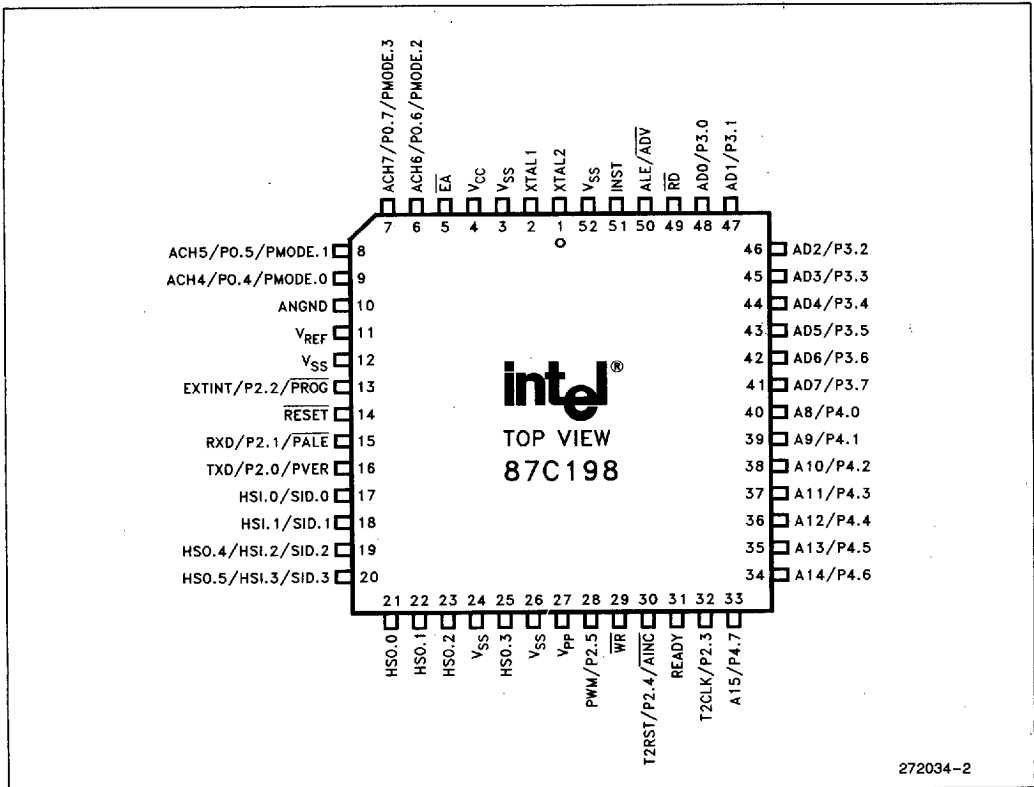 ACH7/P0.7/PMODE.3
ACH6/P0.6/PMODE.2
EA
VCC
VSS
XTAL1
XTAL2
VSS
INST
ALE/ADV
RD
AD0/P3.0
AD1/P3.1
7 6 5 4 3 2 1 52 51 50 49 48 47
ACH5/P0.5/PMODE.1 8
ACH4/P0.4/PMODE.0 9
ANGND 10
VREF 11
VSS 12
EXTINT/P2.2/PROG 13
RESET 14
RXD/P2.1/PALE 15
TXD/P2.0/PVER 16
HSI.0/SID.0 17
HSI.1/SID.1 18
HSO.4/HSI.2/SID.2 19
HSO.5/HSI.3/SID.3 20
intel®
TOP VIEW
87C198
46 AD2/P3.2
45 AD3/P3.3
44 AD4/P3.4
43 AD5/P3.5
42 AD6/P3.6
41 AD7/P3.7
40 A8/P4.0
39 A9/P4.1
38 A10/P4.2
37 A11/P4.3
36 A12/P4.4
35 A13/P4.5
34 A14/P4.6
21 22 23 24 25 26 27 28 29 30 31 32 33
HSO.0
HSO.1
HSO.2
VSS
HSO.3
VSS
VPP
PWM/P2.5
WR
T2RST/P2.4/AINC
READY
T2CLK/P2.3
A15/P4.7
272034-2